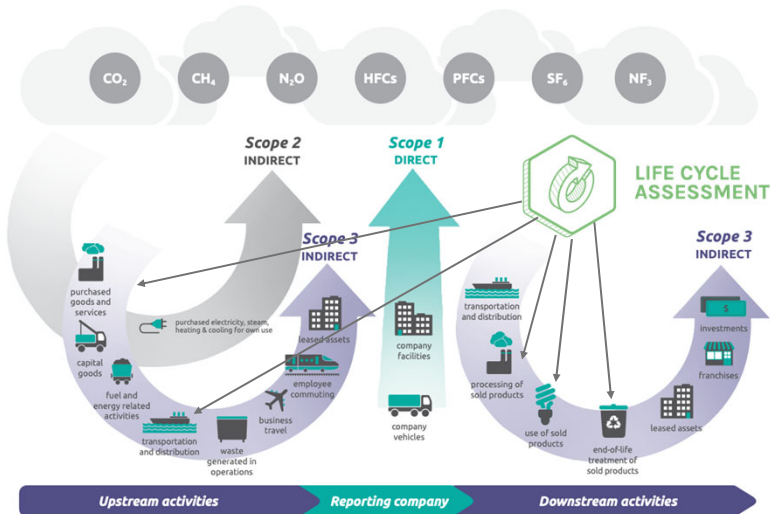 CO₂
CH₄
N₂O
HFCs
PFCs
SF₆
NF₃
Scope 2
INDIRECT
Scope 1
DIRECT
LIFE CYCLE
ASSESSMENT
Scope 3
INDIRECT
Scope 3
INDIRECT
purchased
goods and
services
capital
goods
fuel and
energy related
activities
transportation
and distribution
waste
generated in
operations
business
travel
employee
commuting
leased assets
purchased electricity, steam,
heating & cooling for own use
company
facilities
company
vehicles
transportation
and distribution
processing of
sold products
use of sold
products
end-of-life
treatment of
sold products
leased assets
franchises
investments
$
Upstream activities
Reporting company
Downstream activities